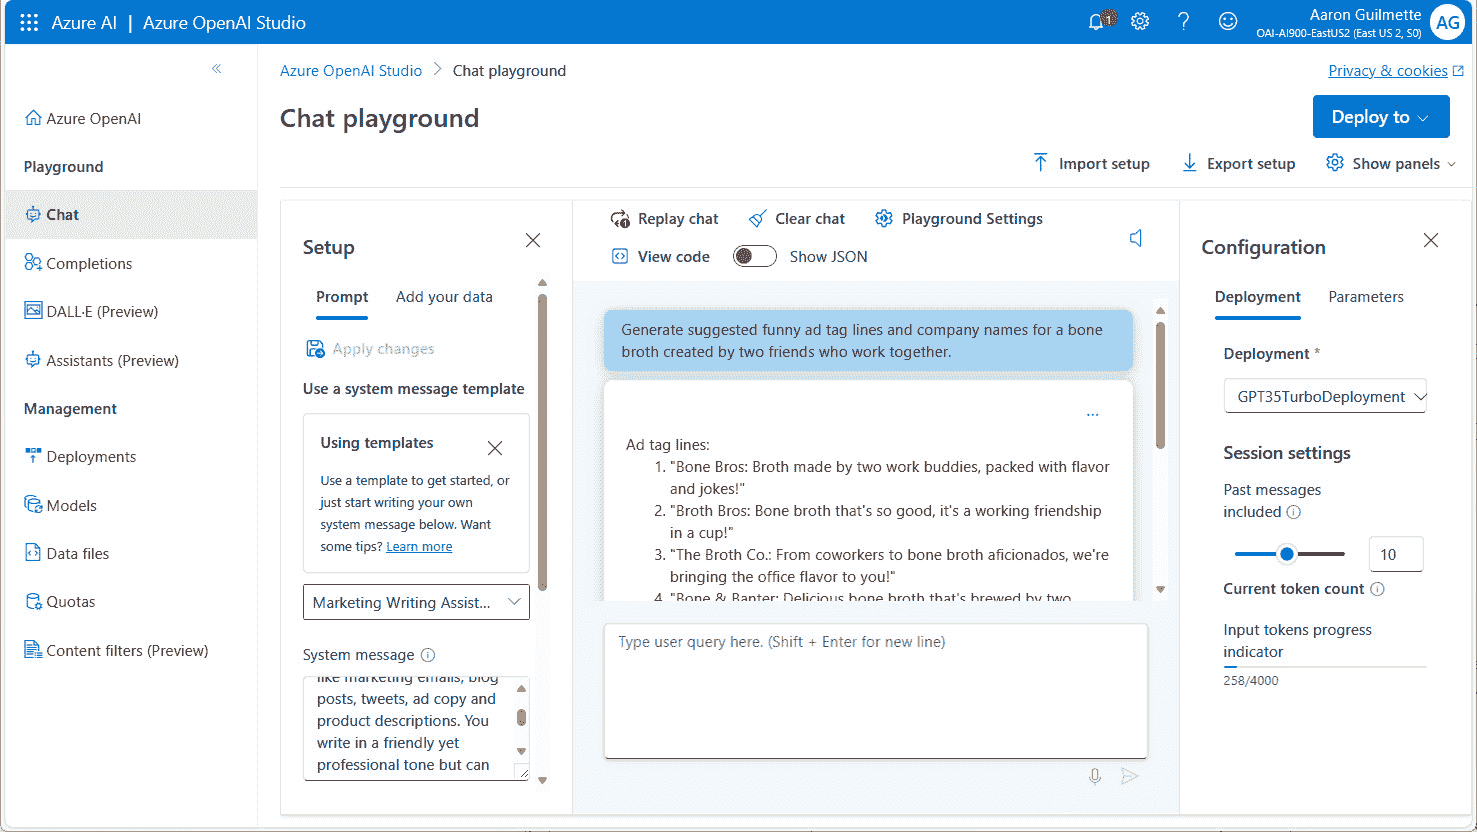 Azure AI | Azure OpenAI Studio
1
Aaron Guilmette
OAI-AI900-EastUS2 (East US 2, S0)
AG
Azure OpenAI
Playground
Chat
Completions
DALL·E (Preview)
Assistants (Preview)
Management
Deployments
Models
Data files
Quotas
Content filters (Preview)
Azure OpenAI Studio > Chat playground
Privacy & cookies
Chat playground
Deploy to
Import setup
Export setup
Show panels
Setup
Prompt
Add your data
Apply changes
Use a system message template
Using templates
Use a template to get started, or
just start writing your own
system message below. Want
some tips? Learn more
Marketing Writing Assist...
System message
like marketing emails, blog
posts, tweets, ad copy and
product descriptions. You
write in a friendly yet
professional tone but can
Replay chat
Clear chat
Playground Settings
View code
Show JSON
Generate suggested funny ad tag lines and company names for a bone
broth created by two friends who work together.
...
Ad tag lines:
1. "Bone Bros: Broth made by two work buddies, packed with flavor
and jokes!"
2. "Broth Bros: Bone broth that's so good, it's a working friendship
in a cup!"
3. "The Broth Co.: From coworkers to bone broth aficionados, we're
bringing the office flavor to you!"
4. "Bone & Banter: Delicious bone broth that's brewed by two
Type user query here. (Shift + Enter for new line)
Configuration
Deployment
Parameters
Deployment *
GPT35TurboDeployment
Session settings
Past messages
included
10
Current token count
Input tokens progress
indicator
258/4000